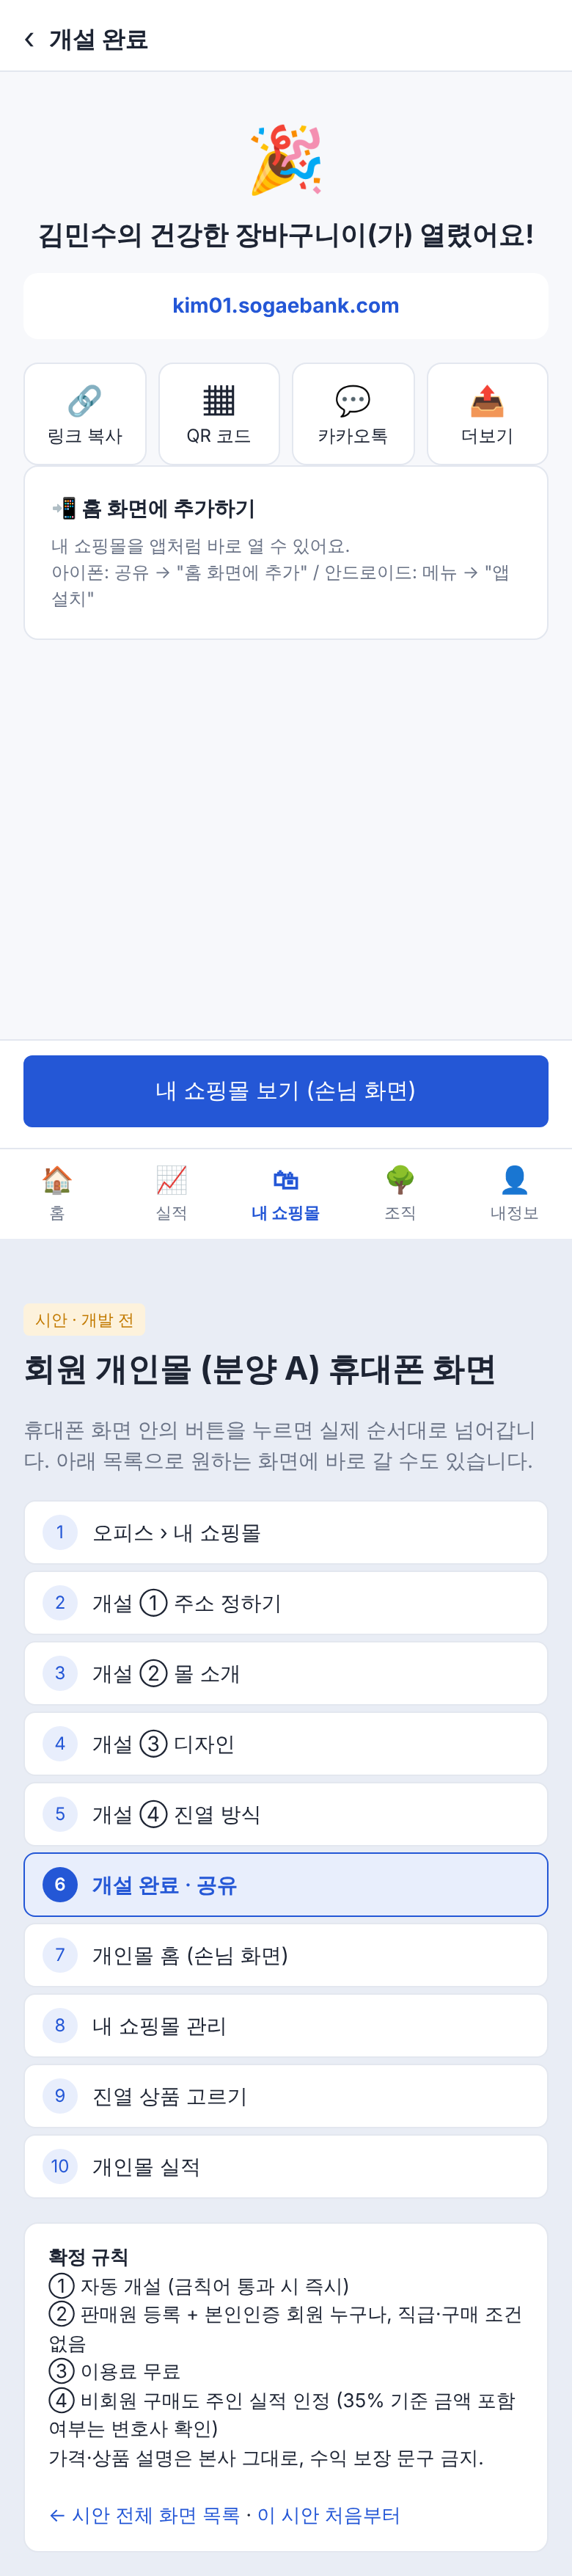 ‹ 개설 완료
김민수의 건강한 장바구니이(가) 열렸어요!
kim01.sogaebank.com
링크 복사
QR 코드
카카오톡
더보기
홈 화면에 추가하기
내 쇼핑몰을 앱처럼 바로 열 수 있어요.
아이폰: 공유 → "홈 화면에 추가" / 안드로이드: 메뉴 → "앱
설치"
내 쇼핑몰 보기 (손님 화면)
홈
실적
내 쇼핑몰
조직
내정보
시안 · 개발 전
회원 개인몰 (분양 A) 휴대폰 화면
휴대폰 화면 안의 버튼을 누르면 실제 순서대로 넘어갑니
다. 아래 목록으로 원하는 화면에 바로 갈 수도 있습니다.
1 오피스 › 내 쇼핑몰
2 개설 ① 주소 정하기
3 개설 ② 몰 소개
4 개설 ③ 디자인
5 개설 ④ 진열 방식
6 개설 완료 · 공유
7 개인몰 홈 (손님 화면)
8 내 쇼핑몰 관리
9 진열 상품 고르기
10 개인몰 실적
확정 규칙
① 자동 개설 (금칙어 통과 시 즉시)
② 판매원 등록 + 본인인증 회원 누구나, 직급·구매 조건
없음
③ 이용료 무료
④ 비회원 구매도 주인 실적 인정 (35% 기준 금액 포함
여부는 변호사 확인)
가격·상품 설명은 본사 그대로, 수익 보장 문구 금지.
← 시안 전체 화면 목록 · 이 시안 처음부터